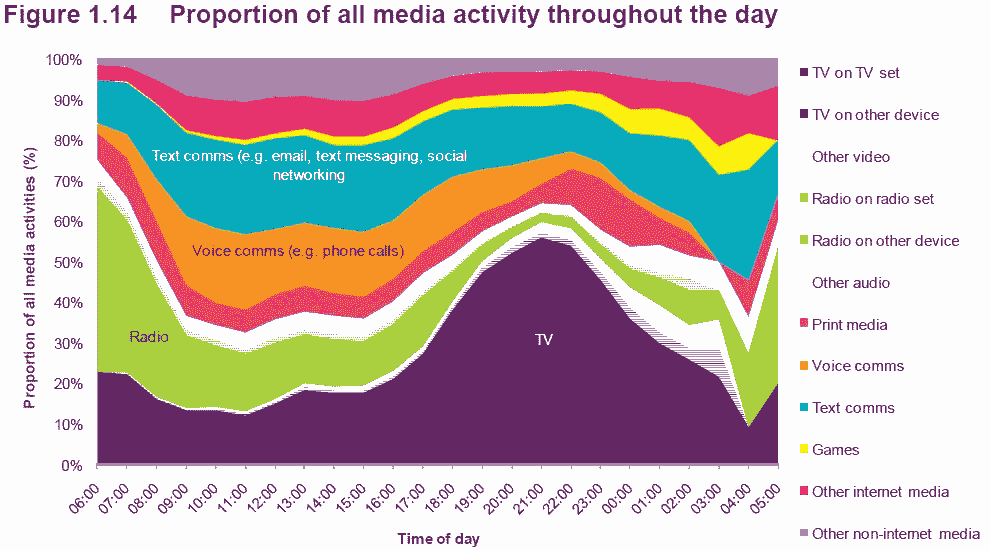 Figure 1.14 Proportion of all media activity throughout the day
Proportion of all media activities (%)
100%
90%
80%
70%
60%
50%
40%
30%
20%
10%
0%
Text comms (e.g. email, text messaging, social
networking
Voice comms (e.g. phone calls)
Radio
TV
06:00
07:00
08:00
09:00
10:00
11:00
12:00
13:00
14:00
15:00
16:00
17:00
18:00
19:00
20:00
21:00
22:00
23:00
00:00
01:00
02:00
03:00
04:00
05:00
Time of day
TV on TV set
TV on other device
Other video
Radio on radio set
Radio on other device
Other audio
Print media
Voice comms
Text comms
Games
Other internet media
Other non-internet media